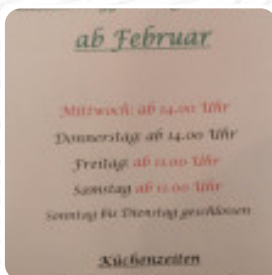 ab Februar
Mittwoch: ab 14.00 Uhr
Donnerstag: ab 14.00 Uhr
Freitag: ab 11.00 Uhr
Samstag ab 11.00 Uhr
Sonntag bis Dienstag geschlossen
Küchenzeiten